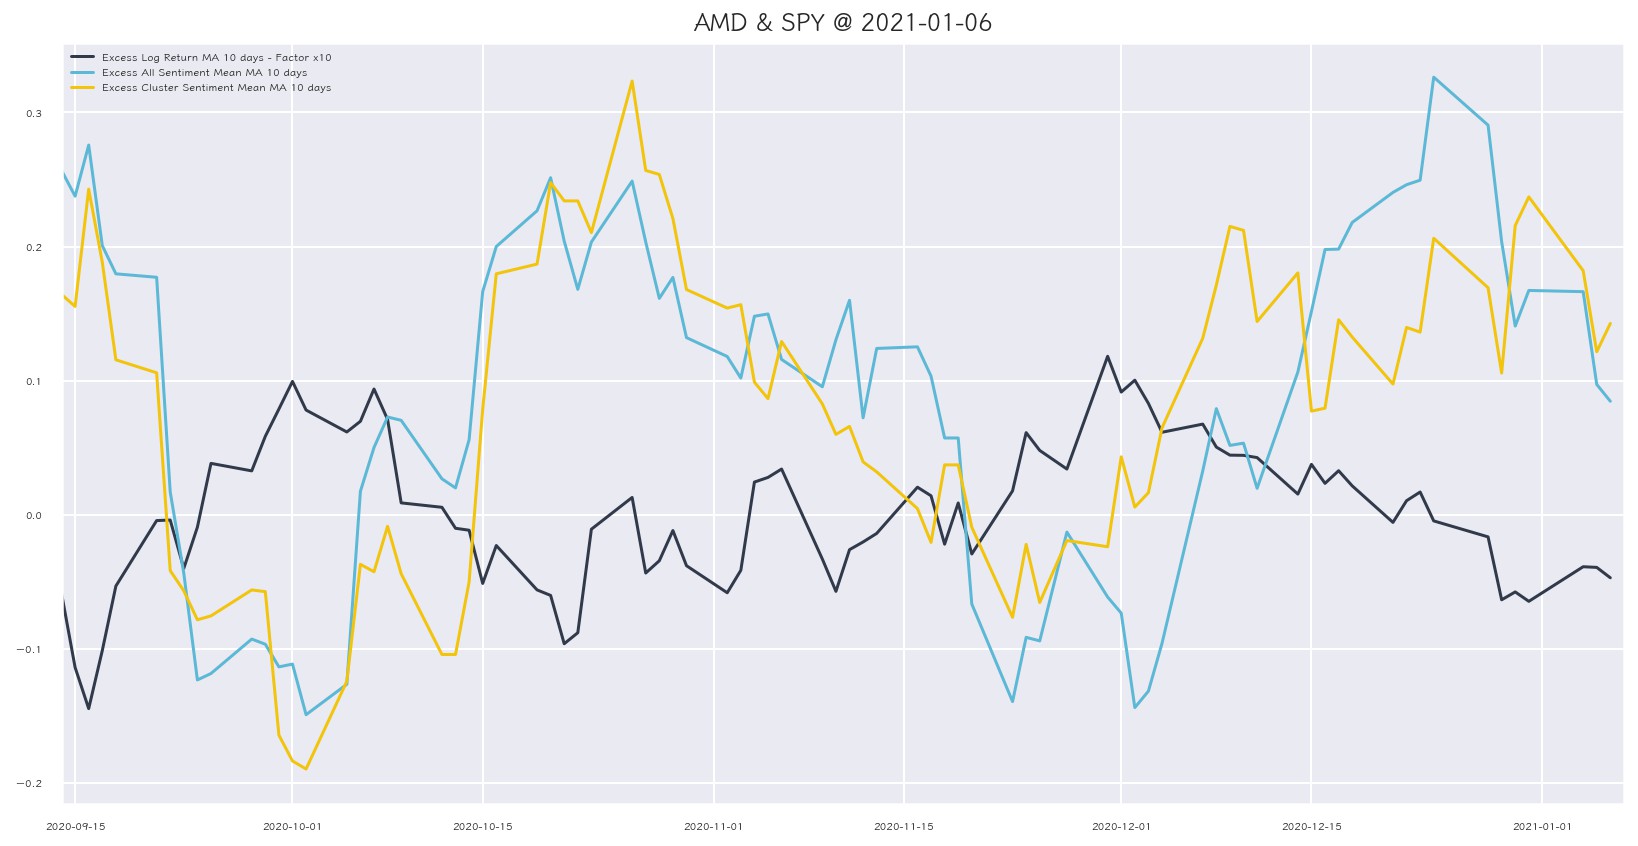 AMD & SPY @ 2021-01-06
Excess Log Return MA 10 days - Factor x10
Excess All Sentiment Mean MA 10 days
Excess Cluster Sentiment Mean MA 10 days
0.3
0.2
0.1
0.0
−0.1
−0.2
2020-09-15 2020-10-01 2020-10-15 2020-11-01 2020-11-15 2020-12-01 2020-12-15 2021-01-01